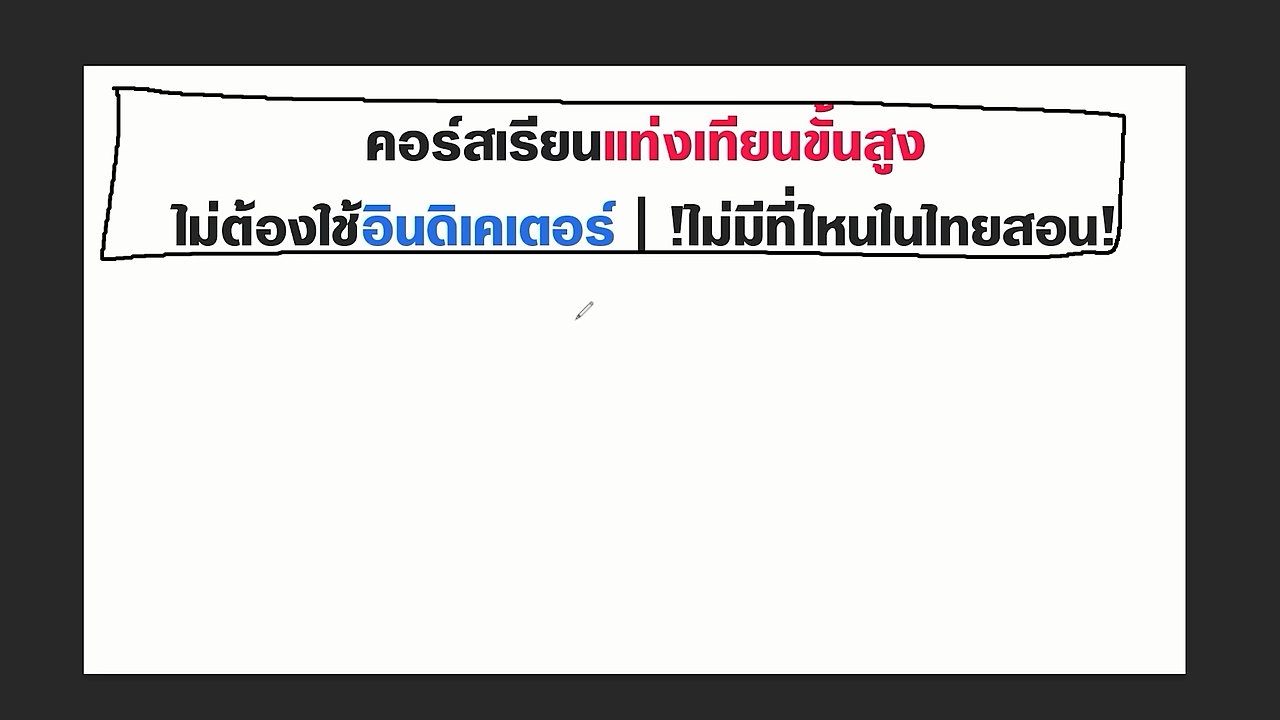 คอร์สเรียนแท่งเทียนขั้นสูง
ไม่ต้องใช้อินดิเคเตอร์ | !ไม่มีที่ไหนในไทยสอน!